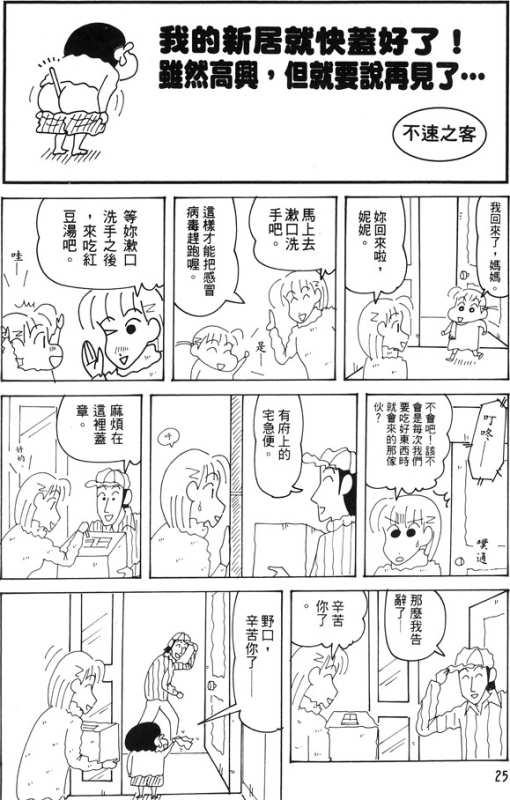 我的新居就快蓋好了！
雖然高興，但就要說再見了…
不速之客
我回來了，媽媽。
妳回來啦，
妮妮。
馬上去
漱口洗
手吧。
這樣才能把感冒
病毒趕跑喔。
是
等妳漱口
洗手之後
，來吃紅
豆湯吧。
哇
叮咚
不會吧！該不
會是每次我們
要吃好東西時
就會來的那傢
伙？
噗通
有府上的
宅急便。
麻煩在
這裡蓋
章。
好的
那麼我告
辭了─
辛苦
你了
。
野口，
辛苦你了─
25